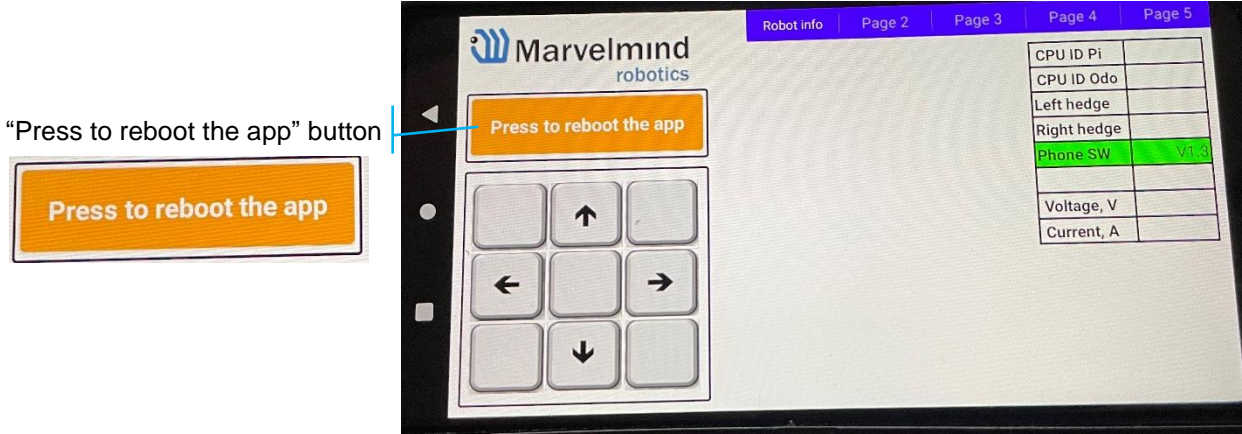 “Press to reboot the app” button
Press to reboot the app
Marvelmind
robotics
Press to reboot the app
Robot info Page 2 Page 3 Page 4 Page 5
CPU ID Pi
CPU ID Odo
Left hedge
Right hedge
Phone SW V1.3
Voltage, V
Current, A